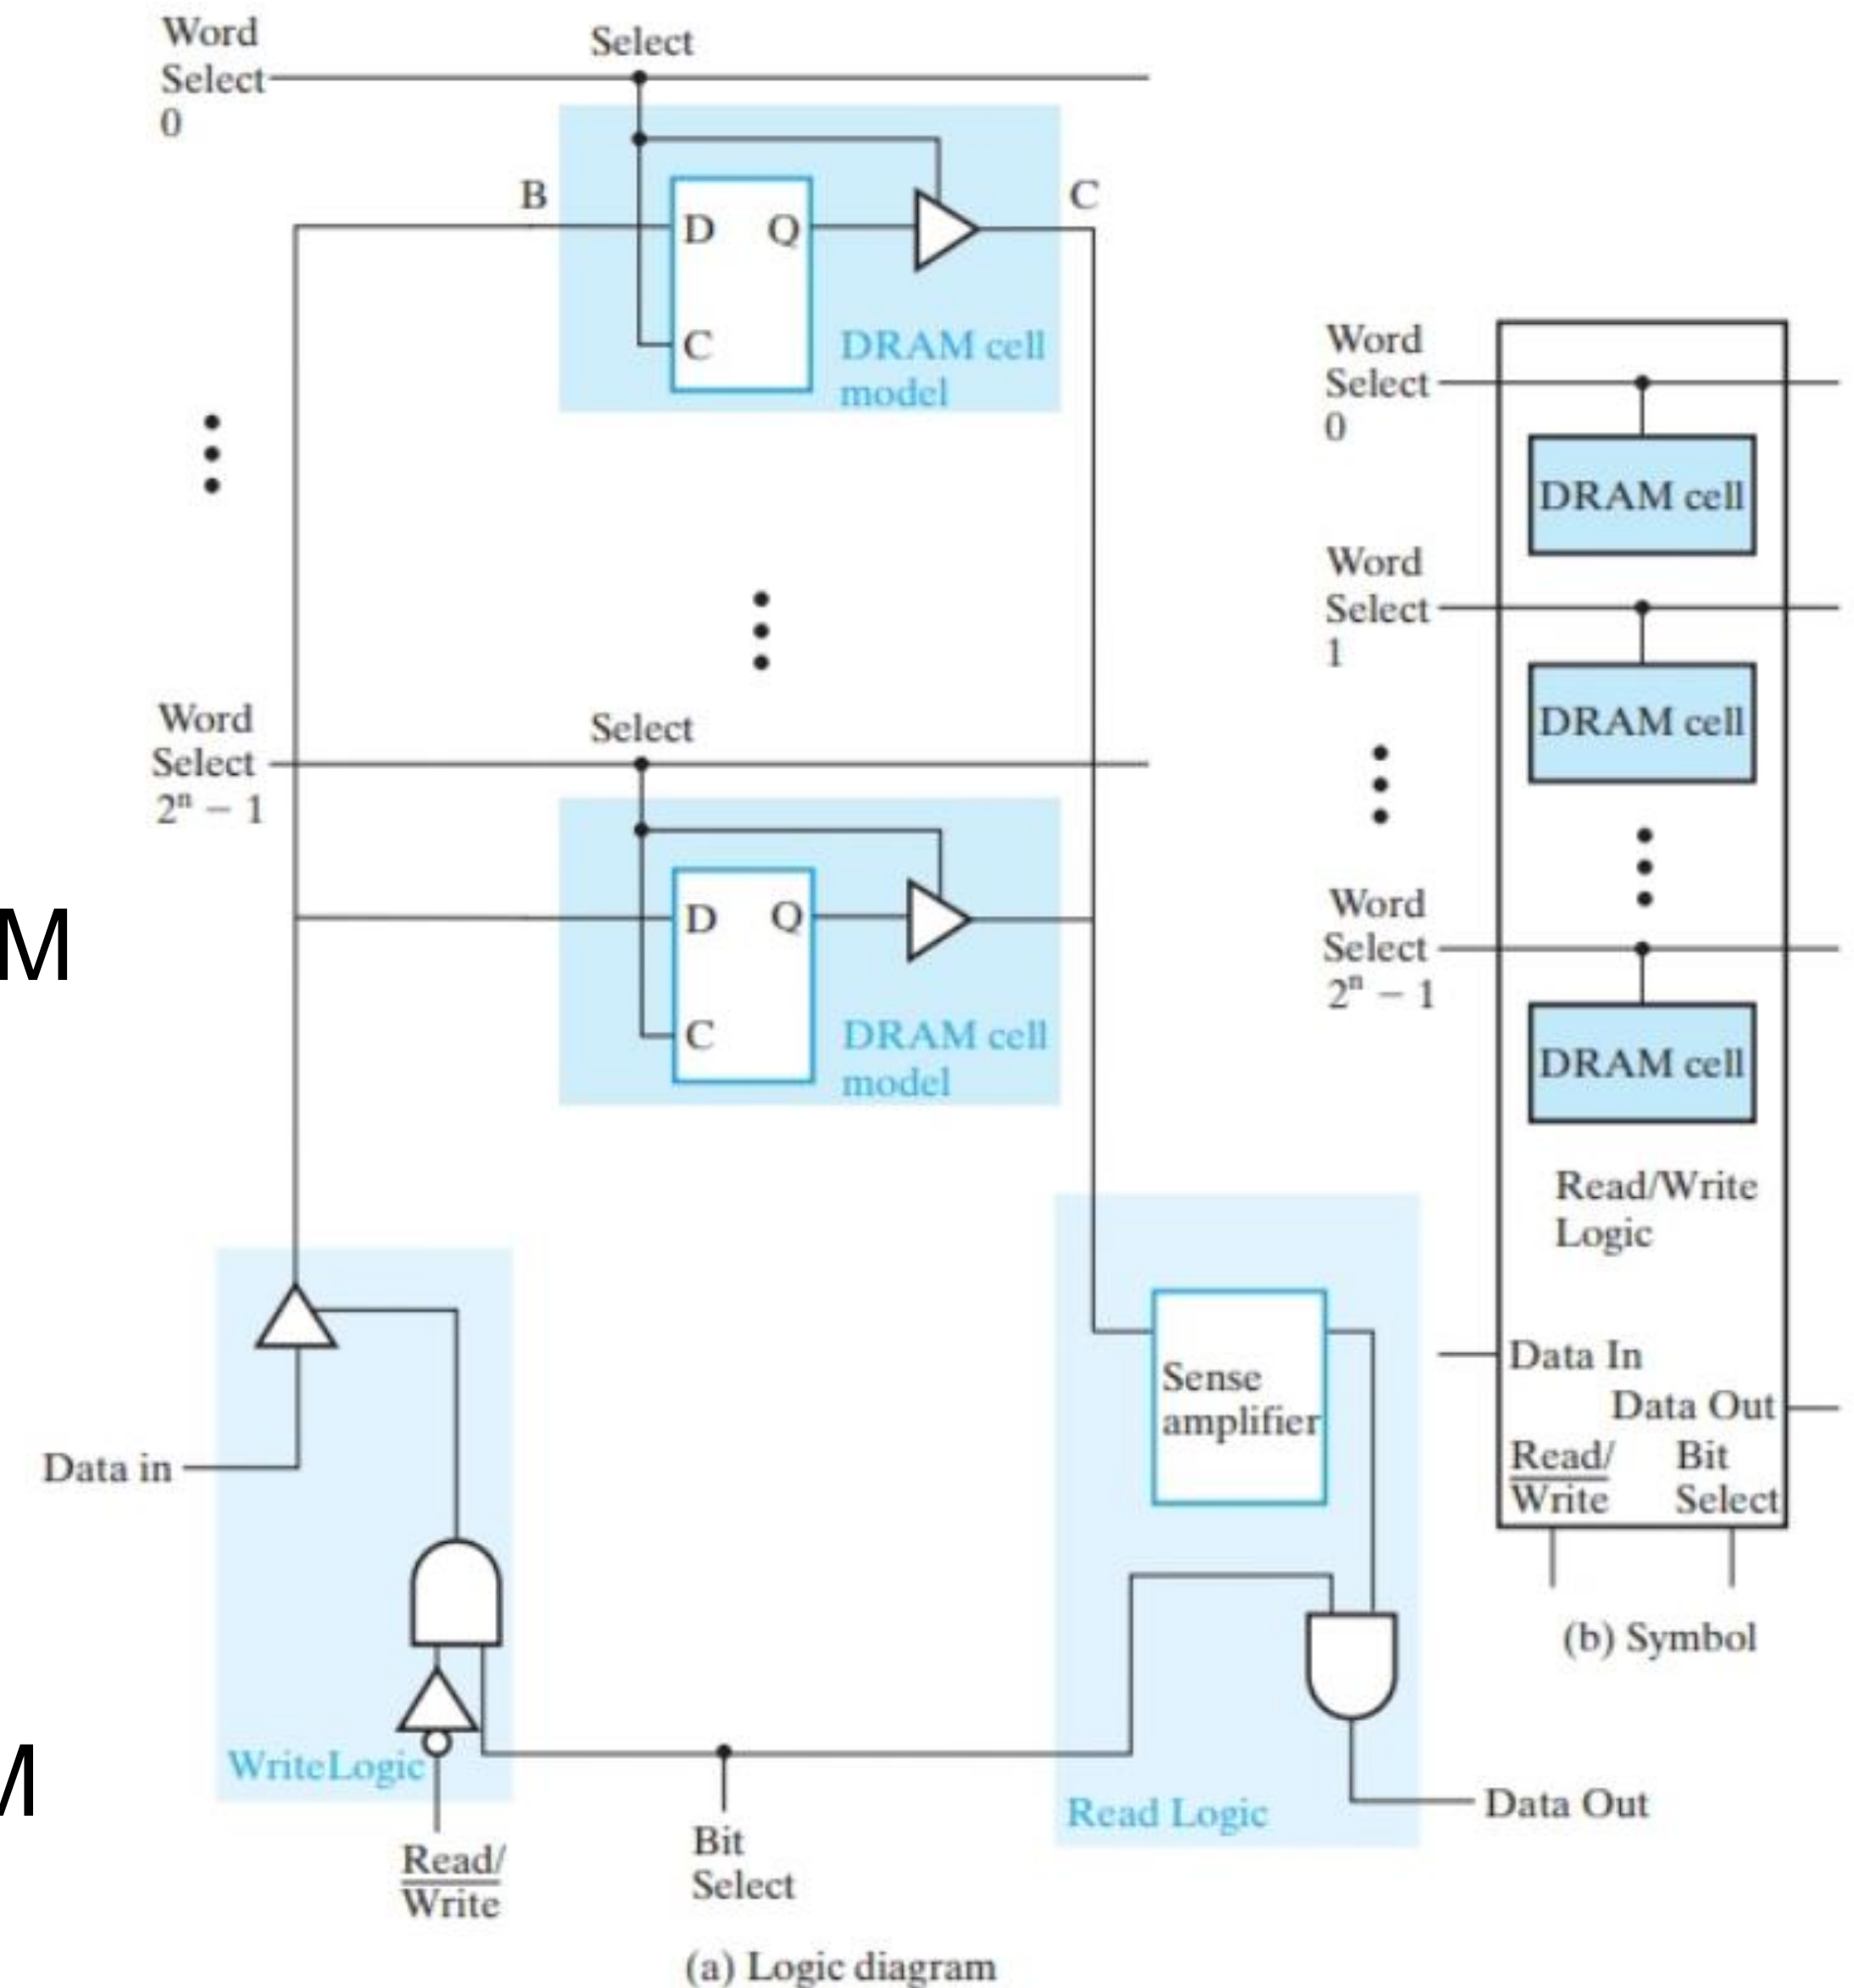 Word
Select
0
Select
B
C
D Q
C
DRAM cell
model
Word
Select
2ⁿ − 1
Select
D Q
C
DRAM cell
model
M
M
Data in
WriteLogic
Read/
Write
Bit
Select
Sense
amplifier
Read Logic
Data Out
(a) Logic diagram
Word
Select
0
DRAM cell
Word
Select
1
DRAM cell
Word
Select
2ⁿ − 1
DRAM cell
Read/Write
Logic
Data In
Data Out
Read/
Write
Bit
Select
(b) Symbol